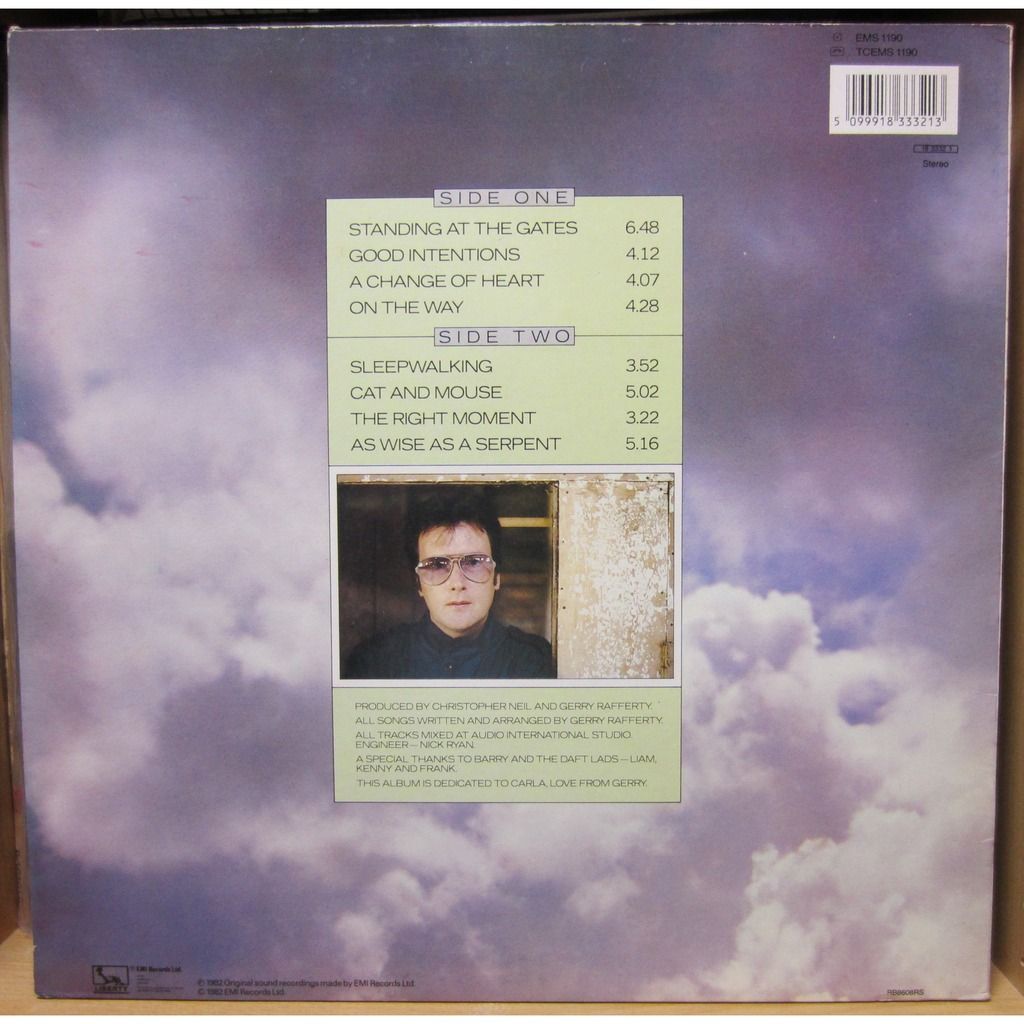 EMS 1190
TCEMS 1190
5 099918 333213
Stereo
SIDE ONE
STANDING AT THE GATES 6.48
GOOD INTENTIONS 4.12
A CHANGE OF HEART 4.07
ON THE WAY 4.28
SIDE TWO
SLEEPWALKING 3.52
CAT AND MOUSE 5.02
THE RIGHT MOMENT 3.22
AS WISE AS A SERPENT 5.16
PRODUCED BY CHRISTOPHER NEIL AND GERRY RAFFERTY.
ALL SONGS WRITTEN AND ARRANGED BY GERRY RAFFERTY.
ALL TRACKS MIXED AT AUDIO INTERNATIONAL STUDIO.
ENGINEER — NICK RYAN.
A SPECIAL THANKS TO BARRY AND THE DAFT LADS — LIAM,
KENNY AND FRANK.
THIS ALBUM IS DEDICATED TO CARLA, LOVE FROM GERRY.
LIBERTY
EMI Records Ltd.
℗ 1982 Original sound recordings made by EMI Records Ltd.
© 1982 EMI Records Ltd.